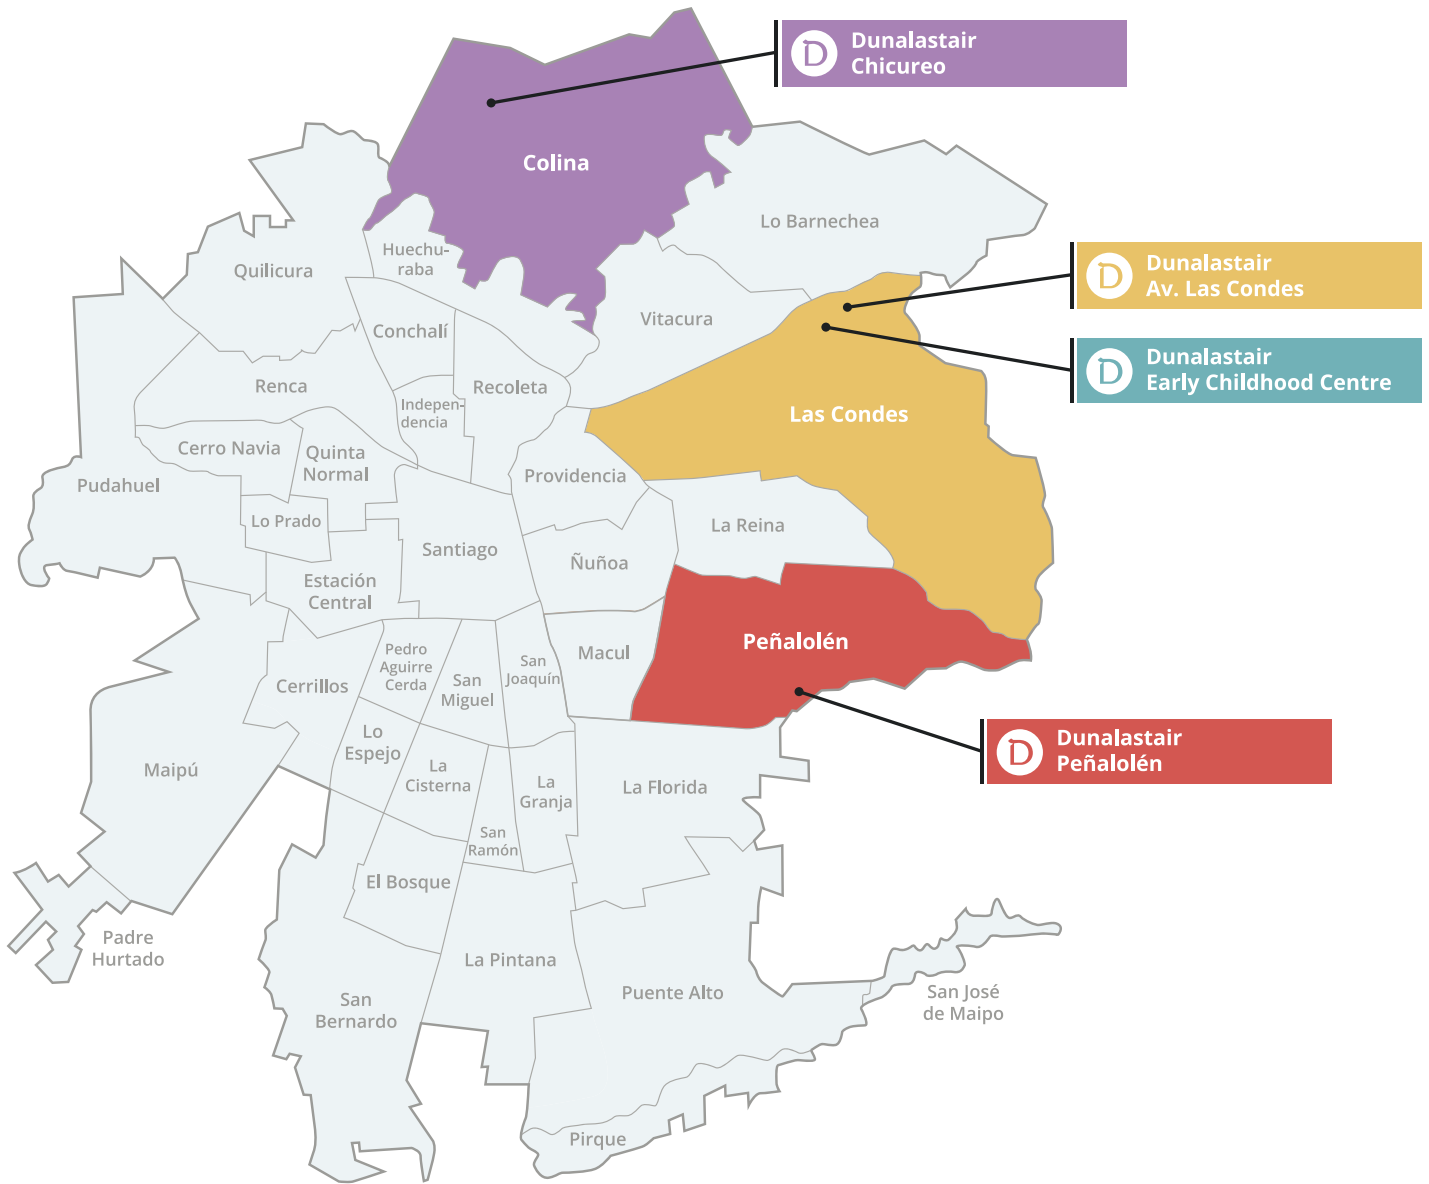 D
Dunalastair
Chicureo
Colina
Lo Barnechea
Huechu-
raba
Quilicura
D
Dunalastair
Av. Las Condes
Vitacura
Conchalí
D
Dunalastair
Early Childhood Centre
Renca
Recoleta
Indepen-
dencia
Las Condes
Cerro Navia
Quinta
Normal
Providencia
Pudahuel
Lo Prado
La Reina
Santiago
Ñuñoa
Estación
Central
Peñalolén
Pedro
Aguirre
Cerda
San
Joaquín
Macul
Cerrillos
San
Miguel
Lo
Espejo
D
Dunalastair
Peñalolén
Maipú
La
Cisterna
La
Granja
La Florida
San
Ramón
El Bosque
Padre
Hurtado
La Pintana
Puente Alto
San José
de Maipo
San
Bernardo
Pirque